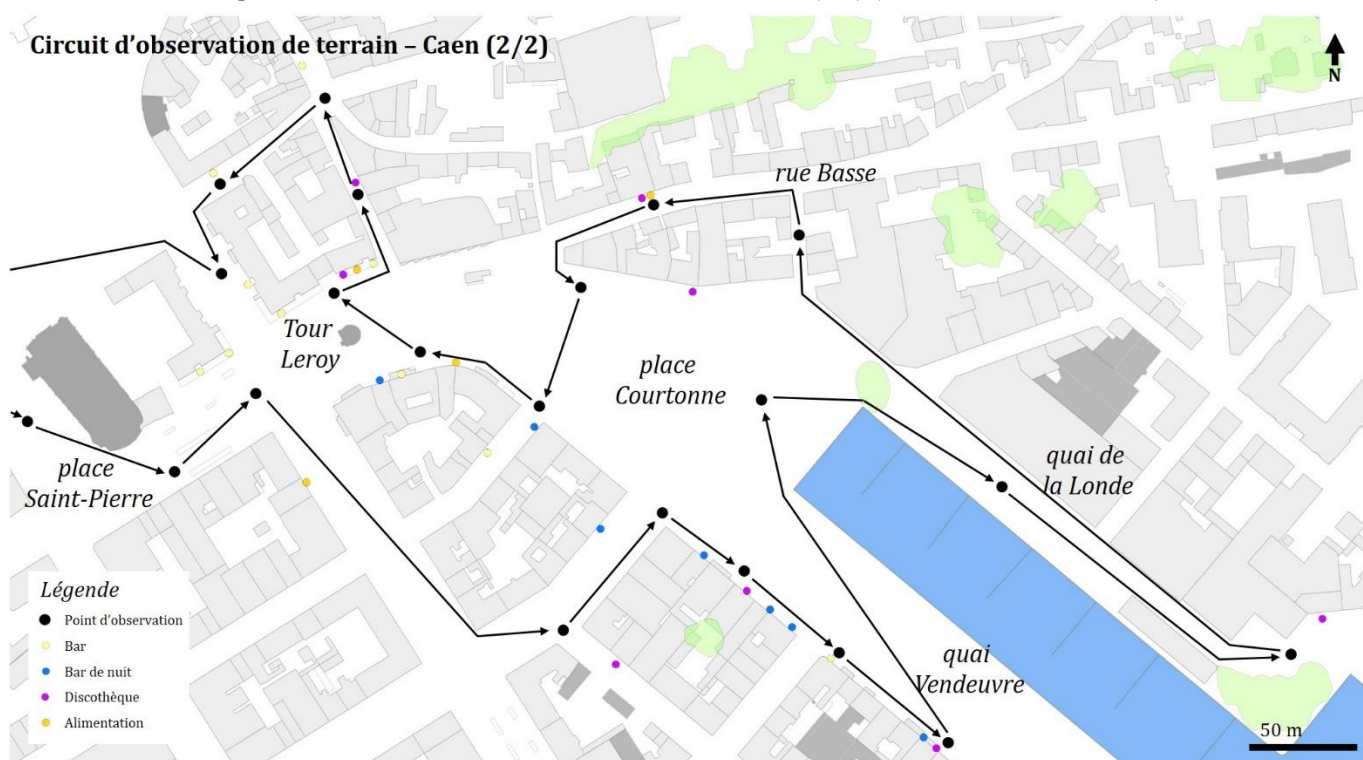 Circuit d'observation de terrain – Caen (2/2)
N
rue Basse
Tour
Leroy
place
Courtonne
quai de
la Londe
place
Saint-Pierre
quai
Vendeuvre
Légende
Point d'observation
Bar
Bar de nuit
Discothèque
Alimentation
50 m